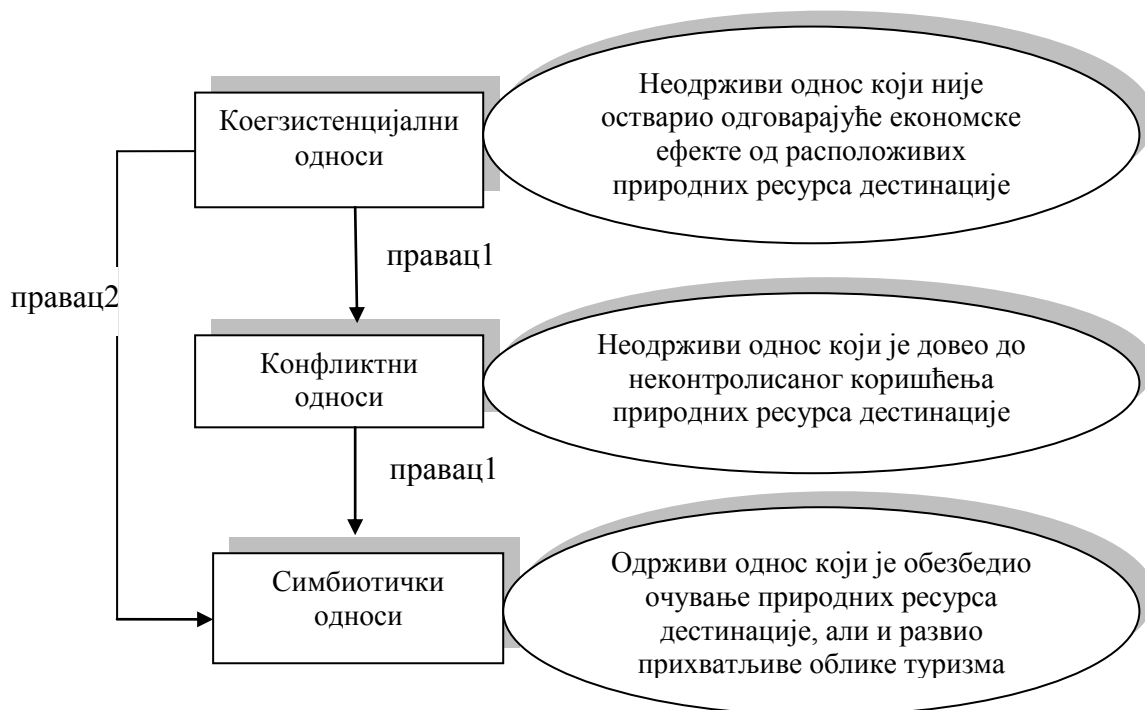 Коегзистенцијални
односи
Неодрживи однос који није
остварио одговарајуће економске
ефекте од расположивих
природних ресурса дестинације
правац1
правац2
Конфликтни
односи
Неодрживи однос који је довео до
неконтролисаног коришћења
природних ресурса дестинације
правац1
Симбиотички
односи
Одрживи однос који је обезбедио
очување природних ресурса
дестинације, али и развио
прихватљиве облике туризма